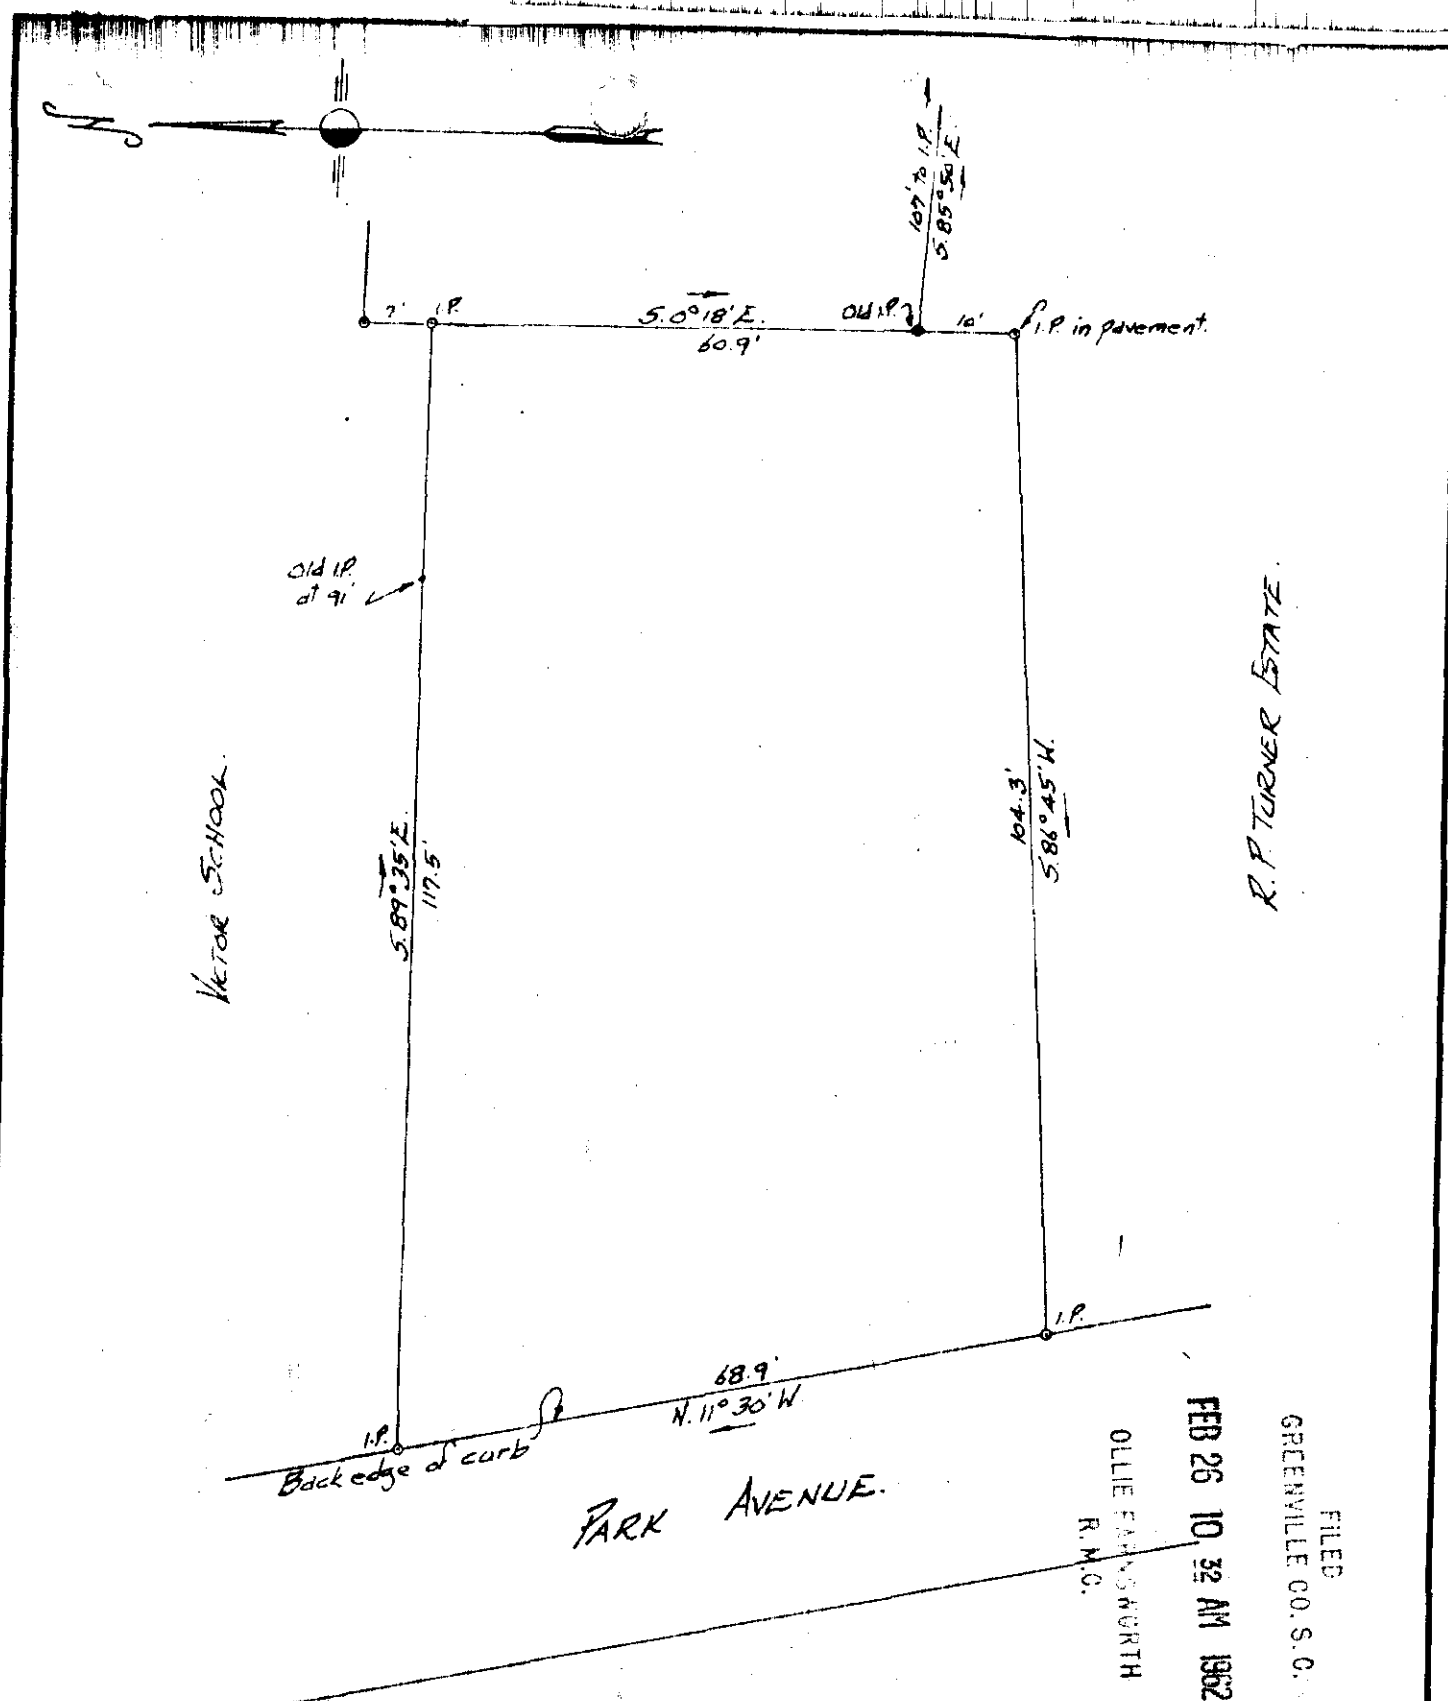 N
107' to I.P.
S.85°50'E.
7'
I.P.
S.0°18'E.
60.9'
Old I.P.
10'
I.P. in pavement.
Old I.P.
at 91'
VICTOR SCHOOL.
S.89°35'E.
117.5'
104.3'
S.86°45'W.
R. P. TURNER ESTATE.
I.P.
68.9'
N.11°30'W.
I.P.
Back edge of curb
PARK AVENUE.
FILED
GREENVILLE CO. S. C.
FEB 26 10 32 AM 1962
OLLIE FARNSWORTH
R. M. C.